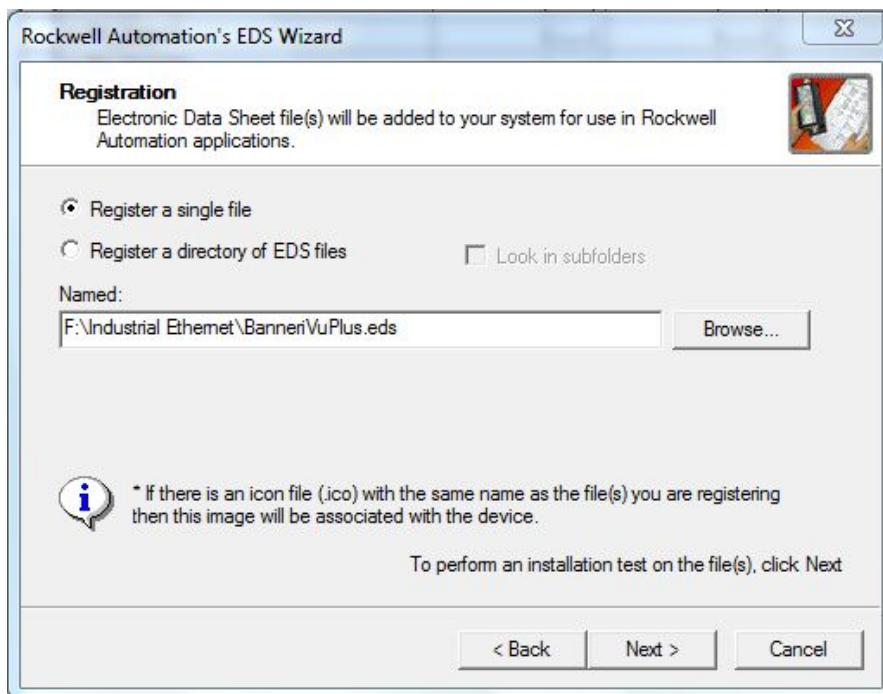 Rockwell Automation's EDS Wizard
Registration
Electronic Data Sheet file(s) will be added to your system for use in Rockwell
Automation applications.
Register a single file
Register a directory of EDS files
Look in subfolders
Named:
F:\Industrial Ethernet\BanneriVuPlus.eds
Browse...
* If there is an icon file (.ico) with the same name as the file(s) you are registering
then this image will be associated with the device.
To perform an installation test on the file(s), click Next
< Back
Next >
Cancel